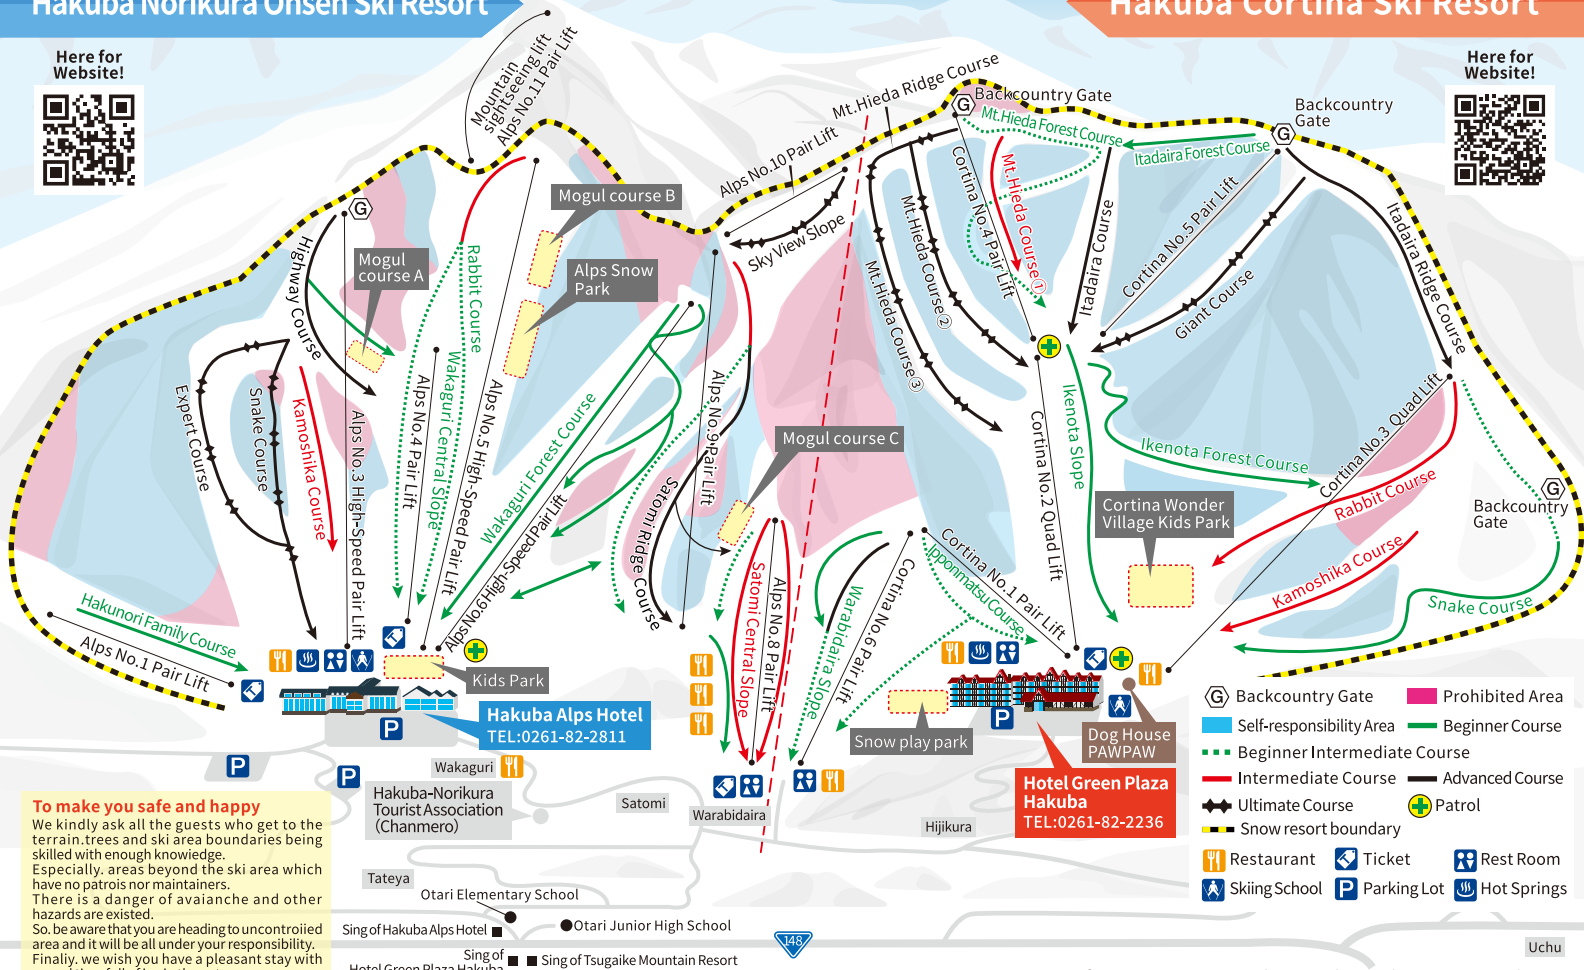 Hakuba Norikura Onsen Ski Resort
Hakuba Cortina Ski Resort
Here for
Website!
Here for
Website!
Mountain
sightseeing lift
Alps No.11 Pair Lift
Mt.Hieda Ridge Course
Backcountry Gate
Backcountry
Gate
Mt.Hieda Forest Course
Itadaira Forest Course
Alps No.10 Pair Lift
Sky View Slope
Mogul course B
Mogul
course A
Alps Snow
Park
Highway Course
Rabbit Course
Cortina No.4 Pair Lift
Mt.Hieda Course①
Mt.Hieda Course②
Mt.Hieda Course③
Itadaira Course
Cortina No.5 Pair Lift
Giant Course
Itadaira Ridge Course
Expert Course
Snake Course
Kamoshika Course
Alps No.3 High-Speed Pair Lift
Alps No.4 Pair Lift
Wakaguri Central Slope
Alps No.5 High-Speed Pair Lift
Wakaguri Forest Course
Alps No.6 High-Speed Pair Lift
Alps No.9 Pair Lift
Satomi Ridge Course
Mogul course C
Cortina No.2 Quad Lift
Ikenota Slope
Ikenota Forest Course
Cortina No.3 Quad Lift
Rabbit Course
Cortina Wonder
Village Kids Park
Backcountry
Gate
Kamoshika Course
Snake Course
Hakunori Family Course
Alps No.1 Pair Lift
Satomi Central Slope
Alps No.8 Pair Lift
Warabidaira Slope
Cortina No.6 Pair Lift
Ipponmatsu Course
Cortina No.1 Pair Lift
Kids Park
Hakuba Alps Hotel
TEL:0261-82-2811
Snow play park
Dog House
PAWPAW
Hotel Green Plaza
Hakuba
TEL:0261-82-2236
Wakaguri
Hakuba-Norikura
Tourist Association
(Chanmero)
Satomi
Warabidaira
Hijikura
Tateya
Otari Elementary School
Otari Junior High School
Sing of Hakuba Alps Hotel
Sing of
Hotel Green Plaza Hakuba
Sing of Tsugaike Mountain Resort
148
Uchu
G Backcountry Gate
Prohibited Area
Self-responsibility Area
Beginner Course
Beginner Intermediate Course
Intermediate Course
Advanced Course
Ultimate Course
Patrol
Snow resort boundary
Restaurant
Ticket
Rest Room
Skiing School
P Parking Lot
Hot Springs
To make you safe and happy
We kindly ask all the guests who get to the
terrain.trees and ski area boundaries being
skilled with enough knowiedge.
Especially. areas beyond the ski area which
have no patrois nor maintainers.
There is a danger of avaianche and other
hazards are existed.
So. be aware that you are heading to uncontroiied
area and it will be all under your responsibility.
Finaliy. we wish you have a pleasant stay with